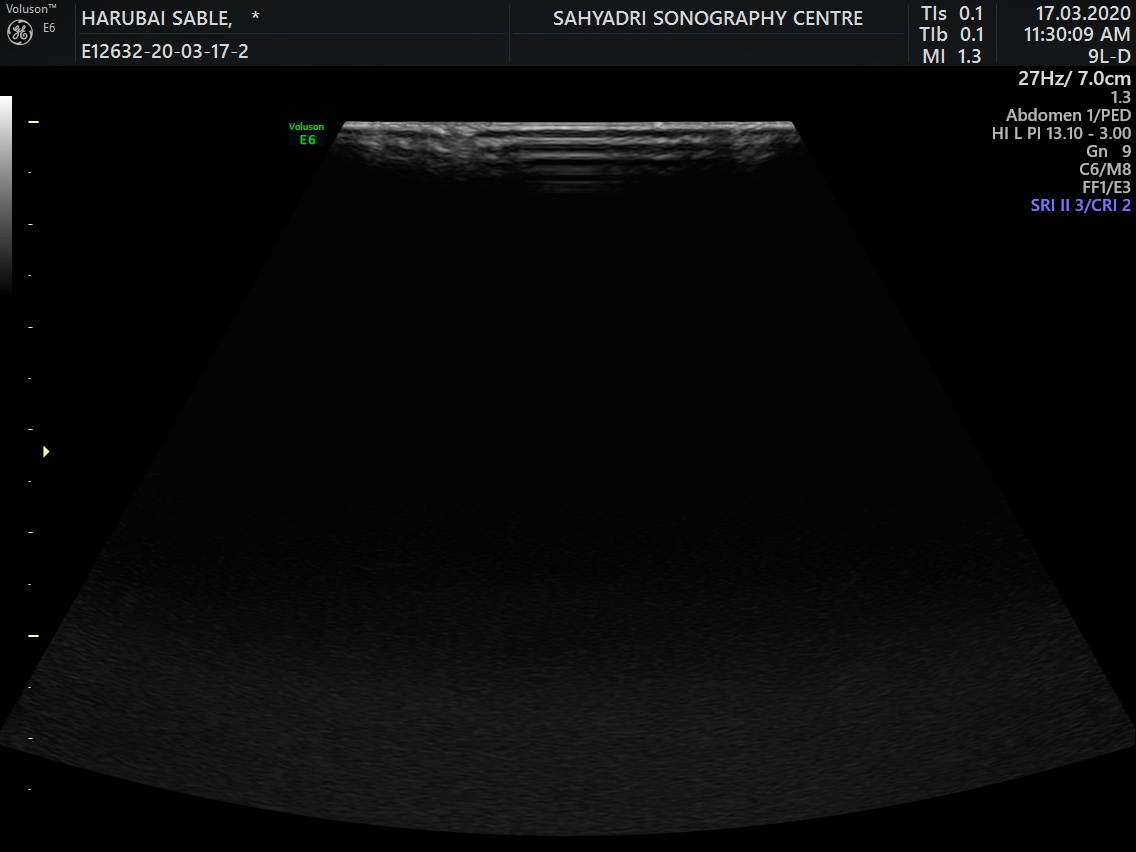 Voluson™
E6
HARUBAI SABLE, *
E12632-20-03-17-2
SAHYADRI SONOGRAPHY CENTRE
TIs 0.1
TIb 0.1
MI 1.3
17.03.2020
11:30:09 AM
9L-D
27Hz/ 7.0cm
1.3
Abdomen 1/PED
HI L PI 13.10 - 3.00
Gn 9
C6/M8
FF1/E3
SRI II 3/CRI 2
Voluson
E6